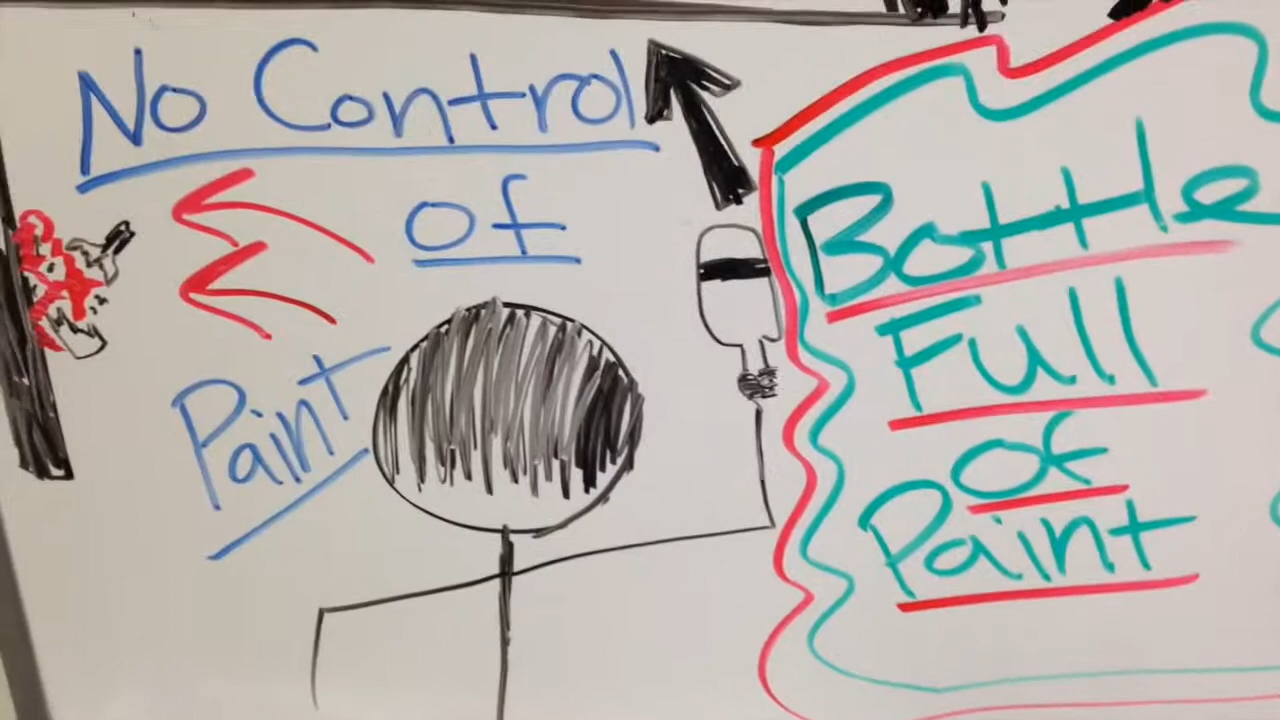 No Control
of
Paint
Bottle
Full
of
Paint